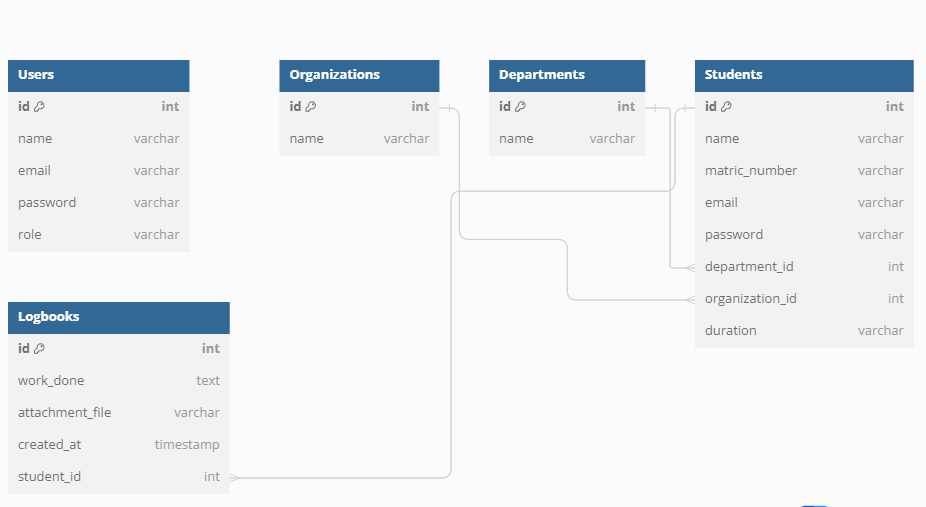 Users
id int
name varchar
email varchar
password varchar
role varchar
Organizations
id int
name varchar
Departments
id int
name varchar
Students
id int
name varchar
matric_number varchar
email varchar
password varchar
department_id int
organization_id int
duration varchar
Logbooks
id int
work_done text
attachment_file varchar
created_at timestamp
student_id int